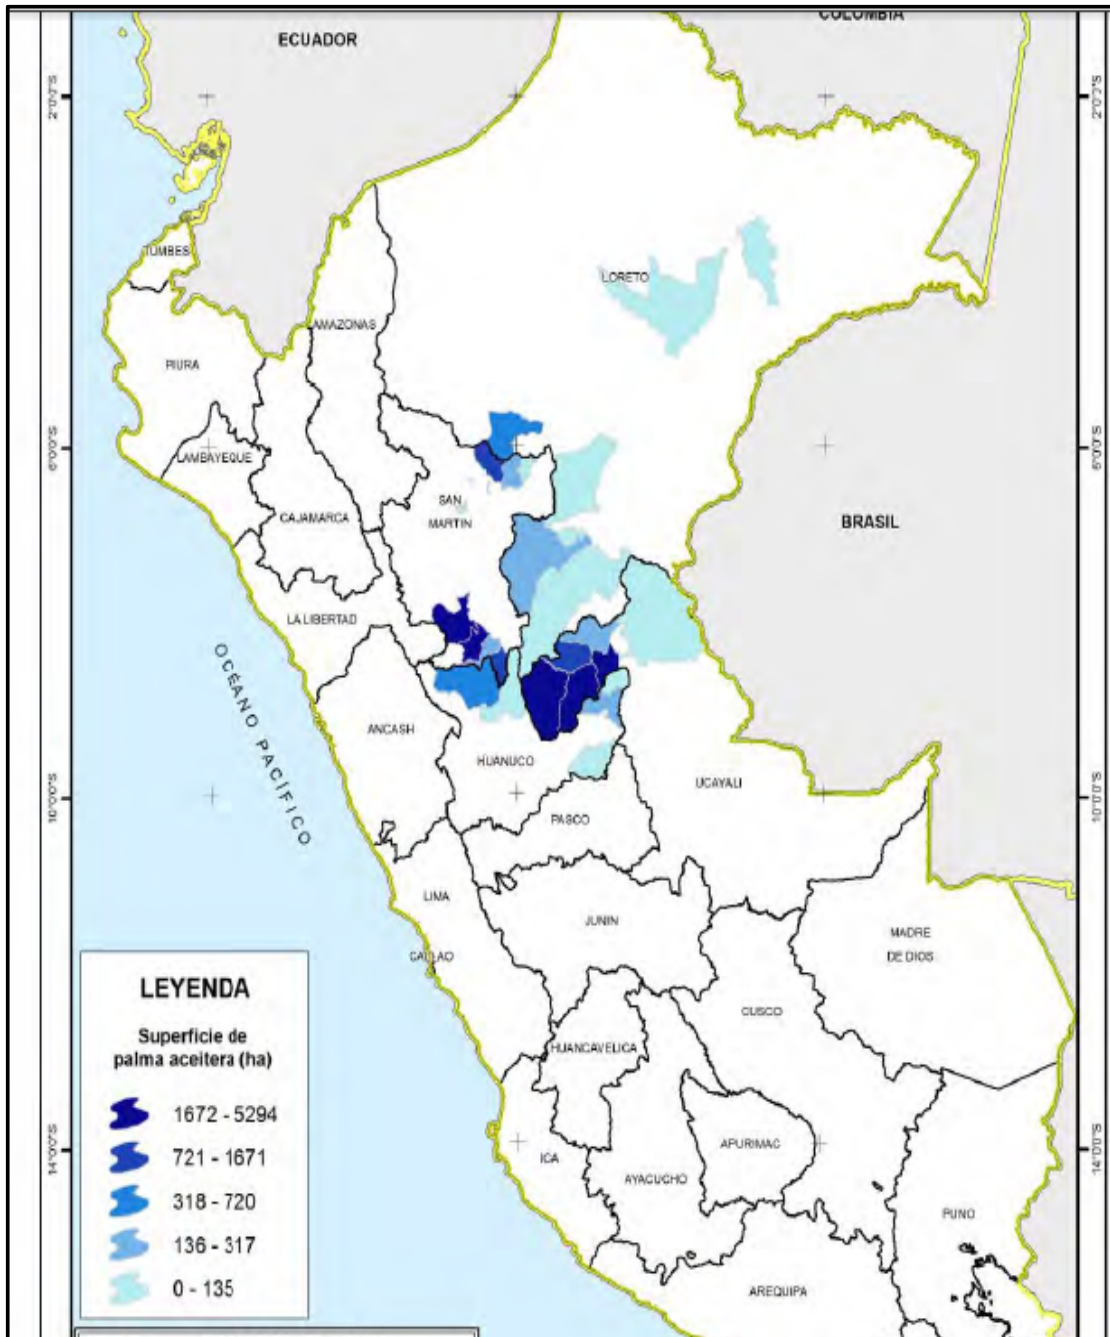 COLOMBIA
ECUADOR
2°0'0"S
2°0'0"S
TUMBES
LORETO
AMAZONAS
PIURA
6°0'0"S
6°0'0"S
LAMBAYEQUE
SAN
MARTIN
CAJAMARCA
BRASIL
LA LIBERTAD
OCÉANO PACÍFICO
ANCASH
HUANUCO
UCAYALI
10°0'0"S
10°0'0"S
PASCO
LIMA
JUNIN
MADRE
DE DIOS
CALLAO
CUSCO
HUANCAVELICA
14°0'0"S
14°0'0"S
ICA
APURIMAC
AYACUCHO
PUNO
AREQUIPA
LEYENDA
Superficie de
palma aceitera (ha)
1672 - 5294
721 - 1671
318 - 720
136 - 317
0 - 135